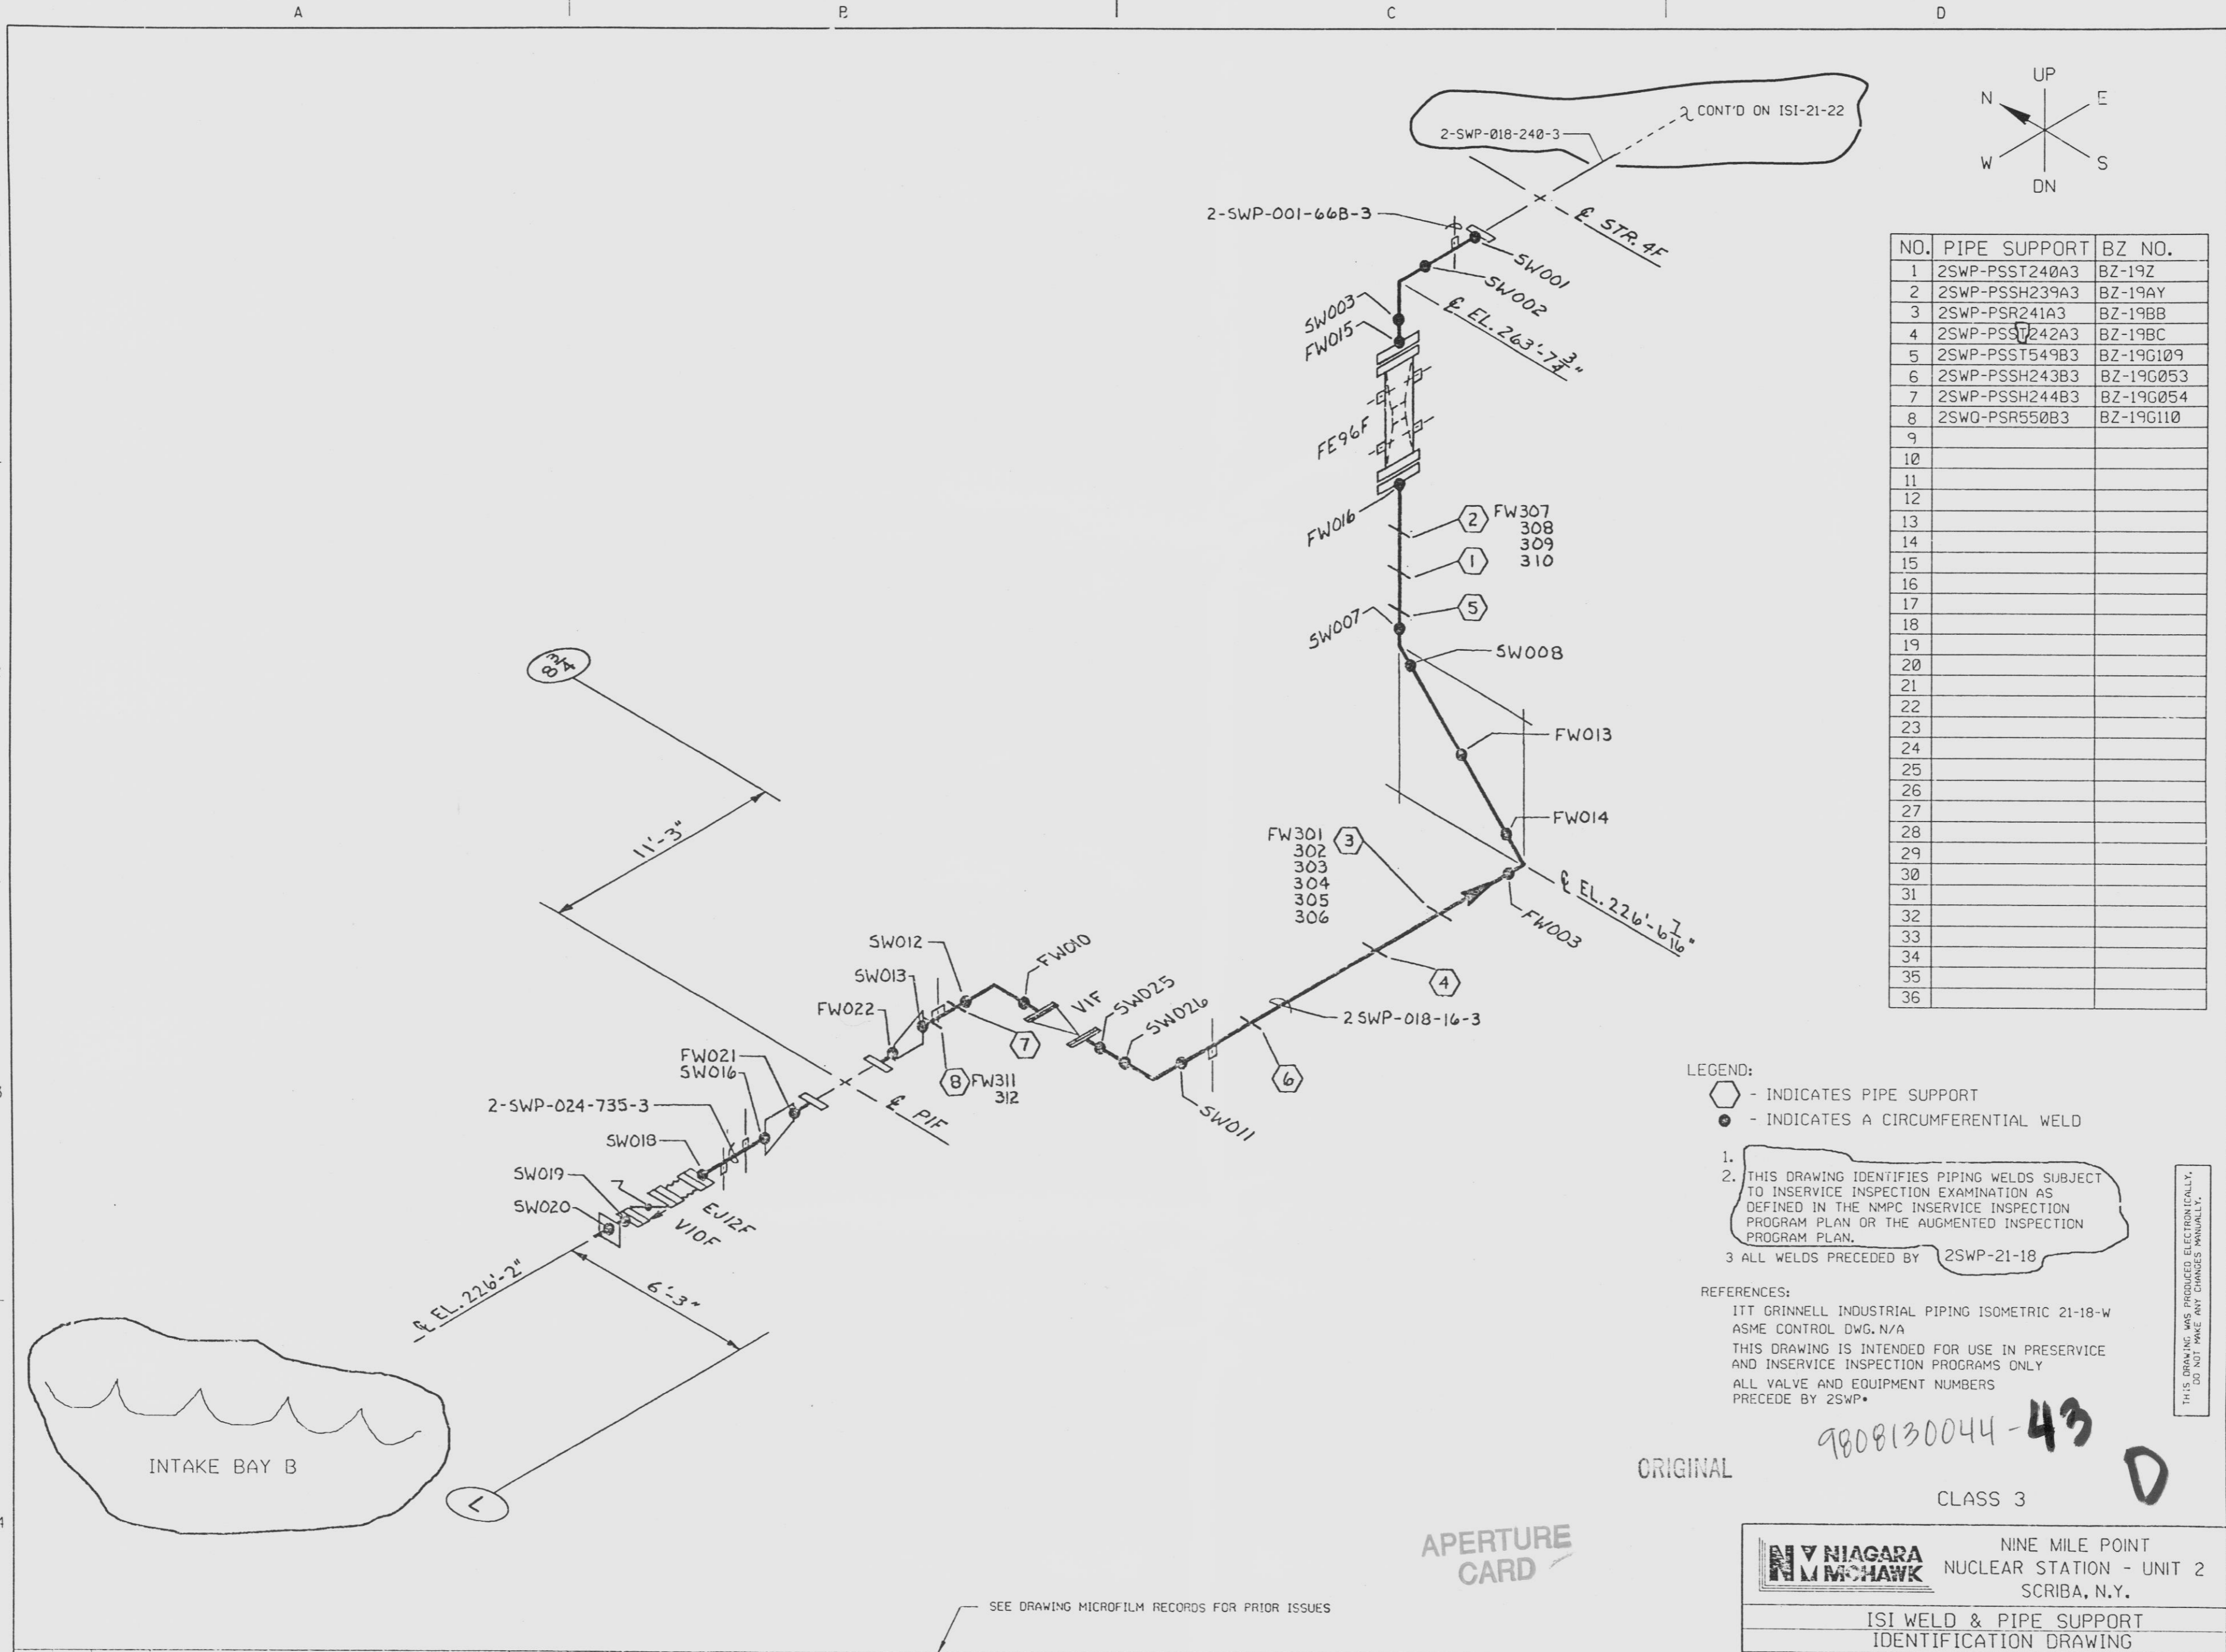 A
B
C
D
CONT'D ON ISI-21-22
2-SWP-018-240-3
UP
N
E
W
S
DN
℄ STR. 4F
2-SWP-001-66B-3
SW001
SW002
℄ EL. 263'-7 3/4"
SW003
FW015
FE96F
FW016
2 FW307
308
309
310
1
5
SW007
SW008
FW013
FW014
FW301 3
302
303
304
305
306
℄ EL. 226'-6 7/16"
FW003
4
2SWP-018-16-3
6
SW011
SW026
SW025
V1F
FW010
7
SW012
SW013
FW022
8 FW311
312
℄ P1F
FW021
SW016
2-SWP-024-735-3
SW018
SW019
SW020
EJ12F
V10F
8 3/4
11'-3"
6'-3"
℄ EL. 226'-2"
L
INTAKE BAY B
NO. PIPE SUPPORT BZ NO.
1 2SWP-PSST240A3 BZ-19Z
2 2SWP-PSSH239A3 BZ-19AY
3 2SWP-PSR241A3 BZ-19BB
4 2SWP-PSST242A3 BZ-19BC
5 2SWP-PSST549B3 BZ-19G109
6 2SWP-PSSH243B3 BZ-19G053
7 2SWP-PSSH244B3 BZ-19G054
8 2SWQ-PSR550B3 BZ-19G110
9
10
11
12
13
14
15
16
17
18
19
20
21
22
23
24
25
26
27
28
29
30
31
32
33
34
35
36
LEGEND:
- INDICATES PIPE SUPPORT
- INDICATES A CIRCUMFERENTIAL WELD
1.
2. THIS DRAWING IDENTIFIES PIPING WELDS SUBJECT
TO INSERVICE INSPECTION EXAMINATION AS
DEFINED IN THE NMPC INSERVICE INSPECTION
PROGRAM PLAN OR THE AUGMENTED INSPECTION
PROGRAM PLAN.
3 ALL WELDS PRECEDED BY 2SWP-21-18
REFERENCES:
ITT GRINNELL INDUSTRIAL PIPING ISOMETRIC 21-18-W
ASME CONTROL DWG. N/A
THIS DRAWING IS INTENDED FOR USE IN PRESERVICE
AND INSERVICE INSPECTION PROGRAMS ONLY
ALL VALVE AND EQUIPMENT NUMBERS
PRECEDE BY 2SWP•
THIS DRAWING WAS PRODUCED ELECTRONICALLY.
DO NOT MAKE ANY CHANGES MANUALLY.
9808130044-43
D
ORIGINAL
CLASS 3
APERTURE
CARD
NIAGARA
MOHAWK
NINE MILE POINT
NUCLEAR STATION - UNIT 2
SCRIBA, N.Y.
ISI WELD & PIPE SUPPORT
IDENTIFICATION DRAWING
SEE DRAWING MICROFILM RECORDS FOR PRIOR ISSUES